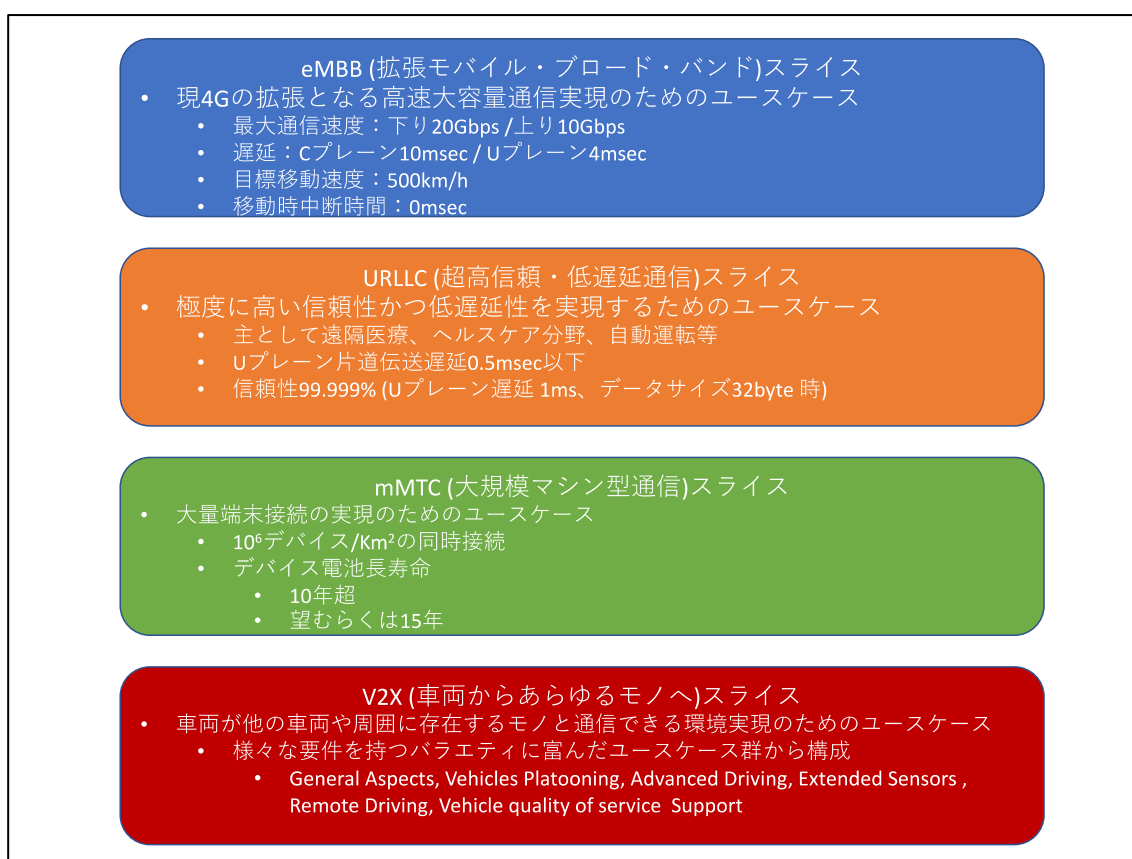 eMBB (拡張モバイル・ブロード・バンド)スライス
• 現4Gの拡張となる高速大容量通信実現のためのユースケース
• 最大通信速度：下り20Gbps /上り10Gbps
• 遅延：Cプレーン10msec / Uプレーン4msec
• 目標移動速度：500km/h
• 移動時中断時間：0msec
URLLC (超高信頼・低遅延通信)スライス
• 極度に高い信頼性かつ低遅延性を実現するためのユースケース
• 主として遠隔医療、ヘルスケア分野、自動運転等
• Uプレーン片道伝送遅延0.5msec以下
• 信頼性99.999% (Uプレーン遅延 1ms、データサイズ32byte 時)
mMTC (大規模マシン型通信)スライス
• 大量端末接続の実現のためのユースケース
• 10⁶デバイス/Km²の同時接続
• デバイス電池長寿命
• 10年超
• 望むらくは15年
V2X (車両からあらゆるモノへ)スライス
• 車両が他の車両や周囲に存在するモノと通信できる環境実現のためのユースケース
• 様々な要件を持つバラエティに富んだユースケース群から構成
• General Aspects, Vehicles Platooning, Advanced Driving, Extended Sensors ,
Remote Driving, Vehicle quality of service Support